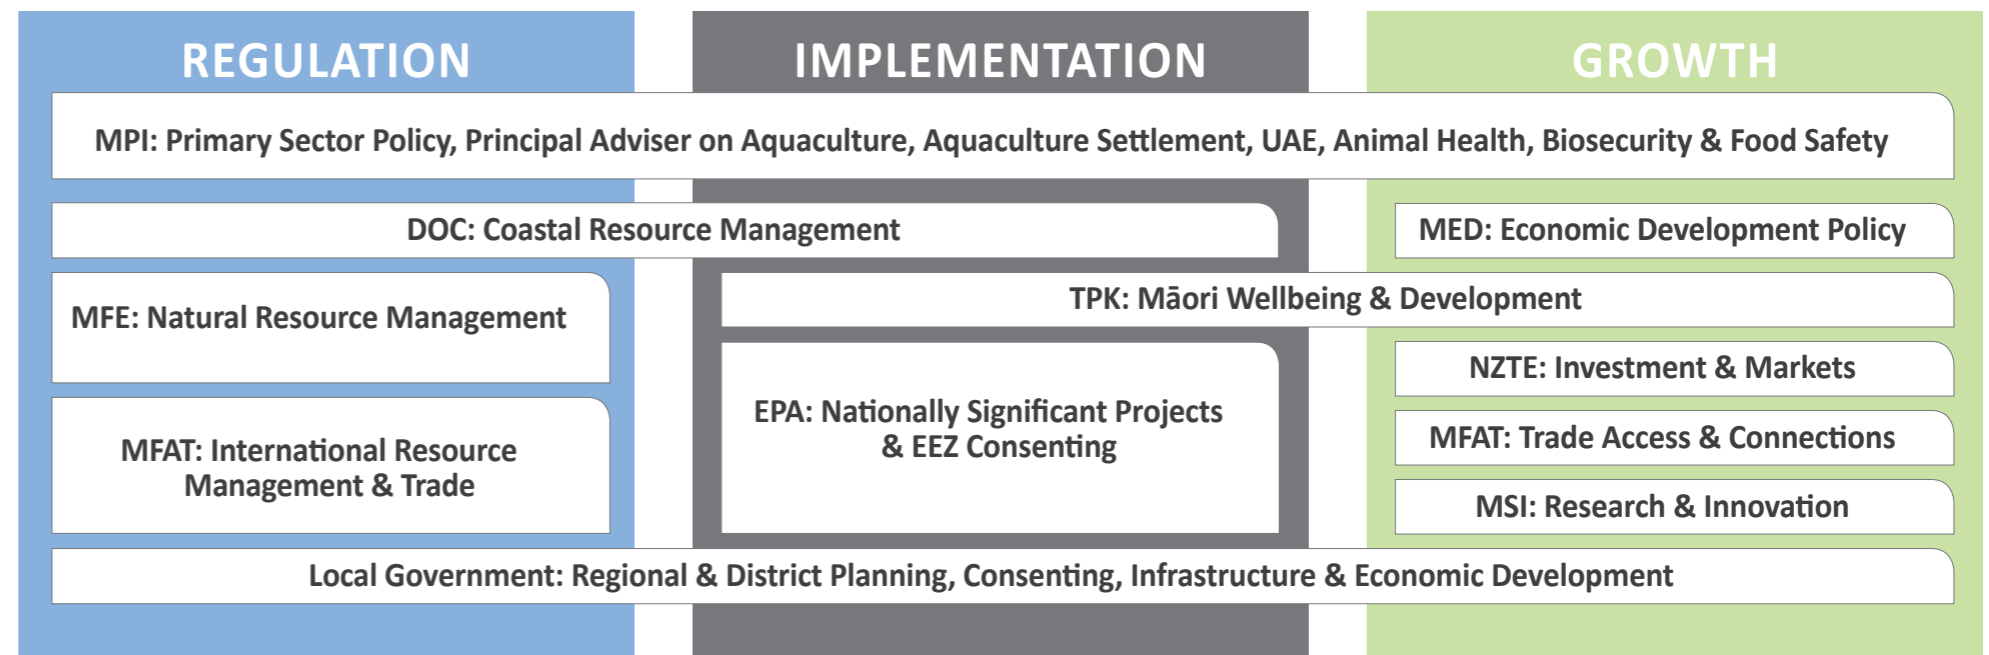 REGULATION
IMPLEMENTATION
GROWTH
MPI: Primary Sector Policy, Principal Adviser on Aquaculture, Aquaculture Settlement, UAE, Animal Health, Biosecurity & Food Safety
DOC: Coastal Resource Management
MED: Economic Development Policy
MFE: Natural Resource Management
TPK: Māori Wellbeing & Development
NZTE: Investment & Markets
MFAT: International Resource
Management & Trade
EPA: Nationally Significant Projects
& EEZ Consenting
MFAT: Trade Access & Connections
MSI: Research & Innovation
Local Government: Regional & District Planning, Consenting, Infrastructure & Economic Development